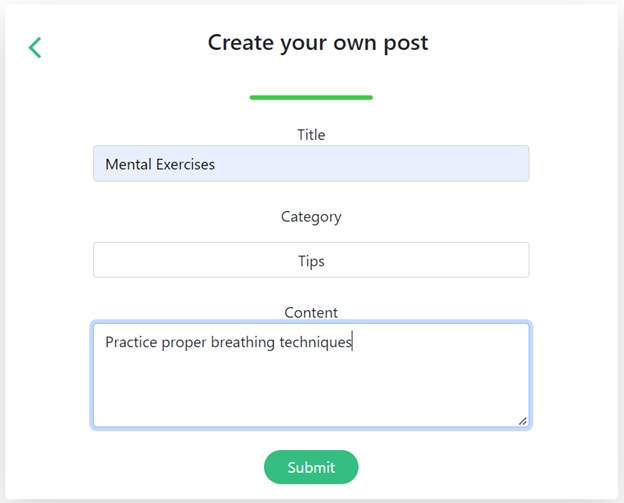 Create your own post
Title
Mental Exercises
Category
Tips
Content
Practice proper breathing techniques
Submit